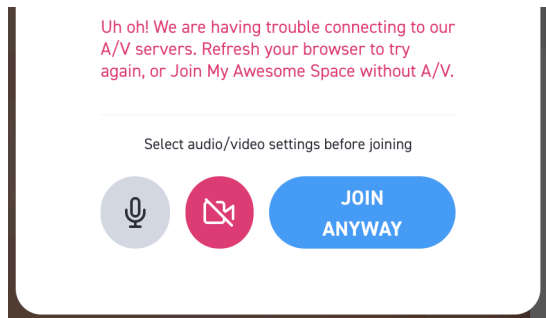 Uh oh! We are having trouble connecting to our
A/V servers. Refresh your browser to try
again, or Join My Awesome Space without A/V.
Select audio/video settings before joining
JOIN
ANYWAY